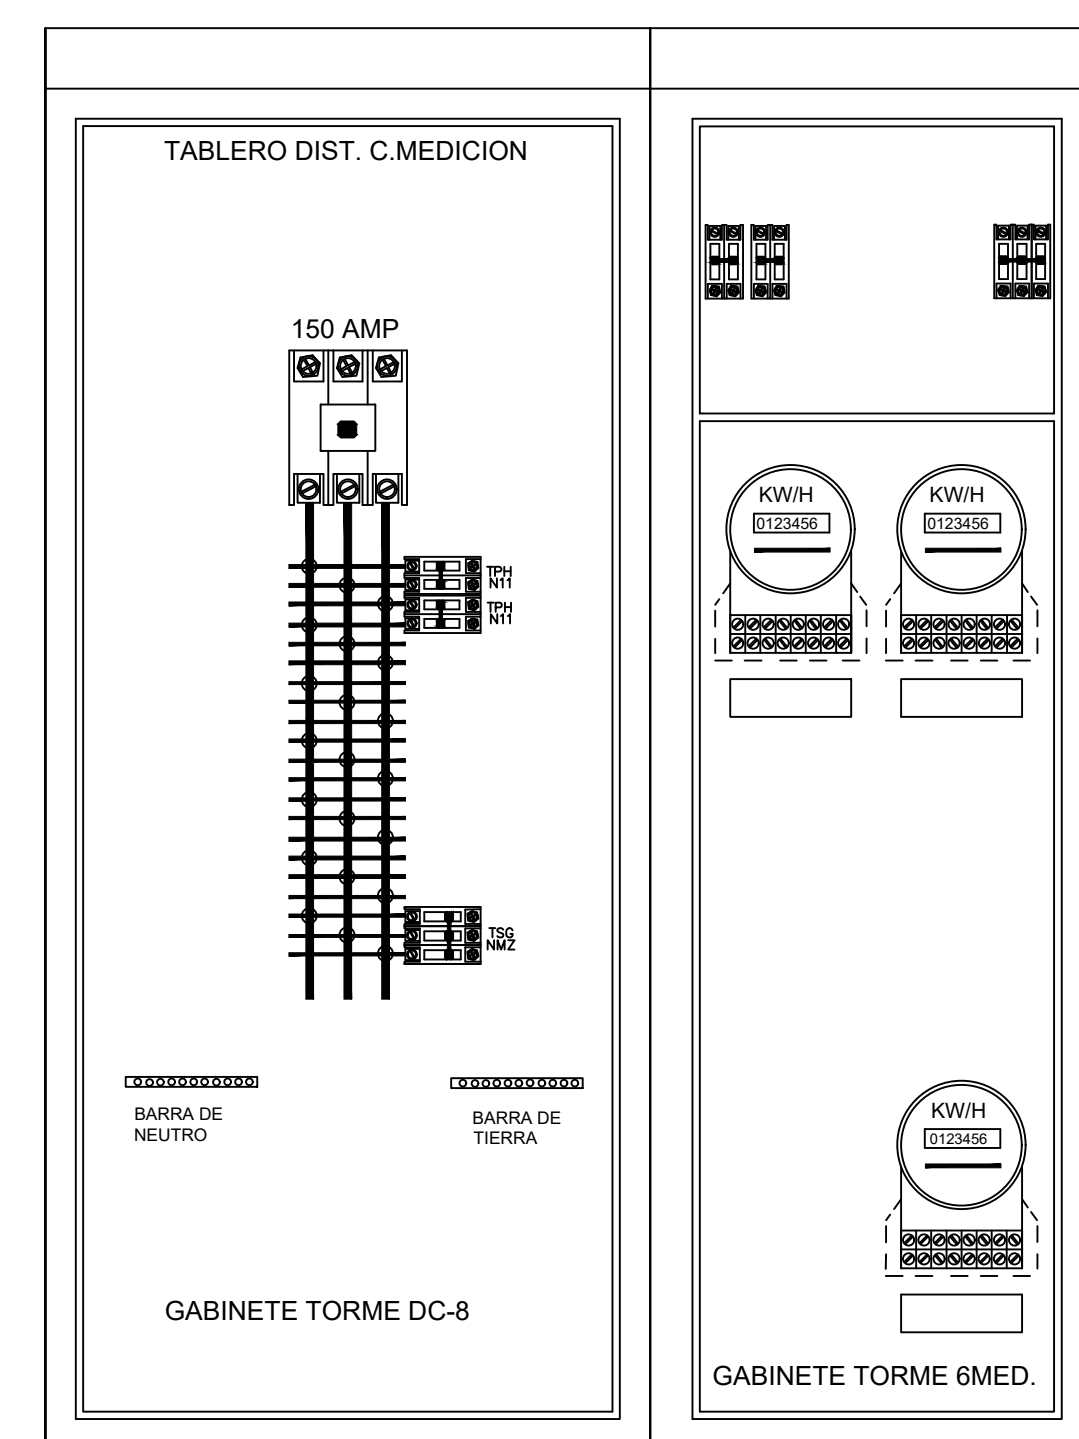 TABLERO DIST. C.MEDICION
150 AMP
TPH
N11
TPH
N11
TSG
NMZ
BARRA DE
NEUTRO
BARRA DE
TIERRA
GABINETE TORME DC-8
KW/H
0123456
KW/H
0123456
KW/H
0123456
GABINETE TORME 6MED.